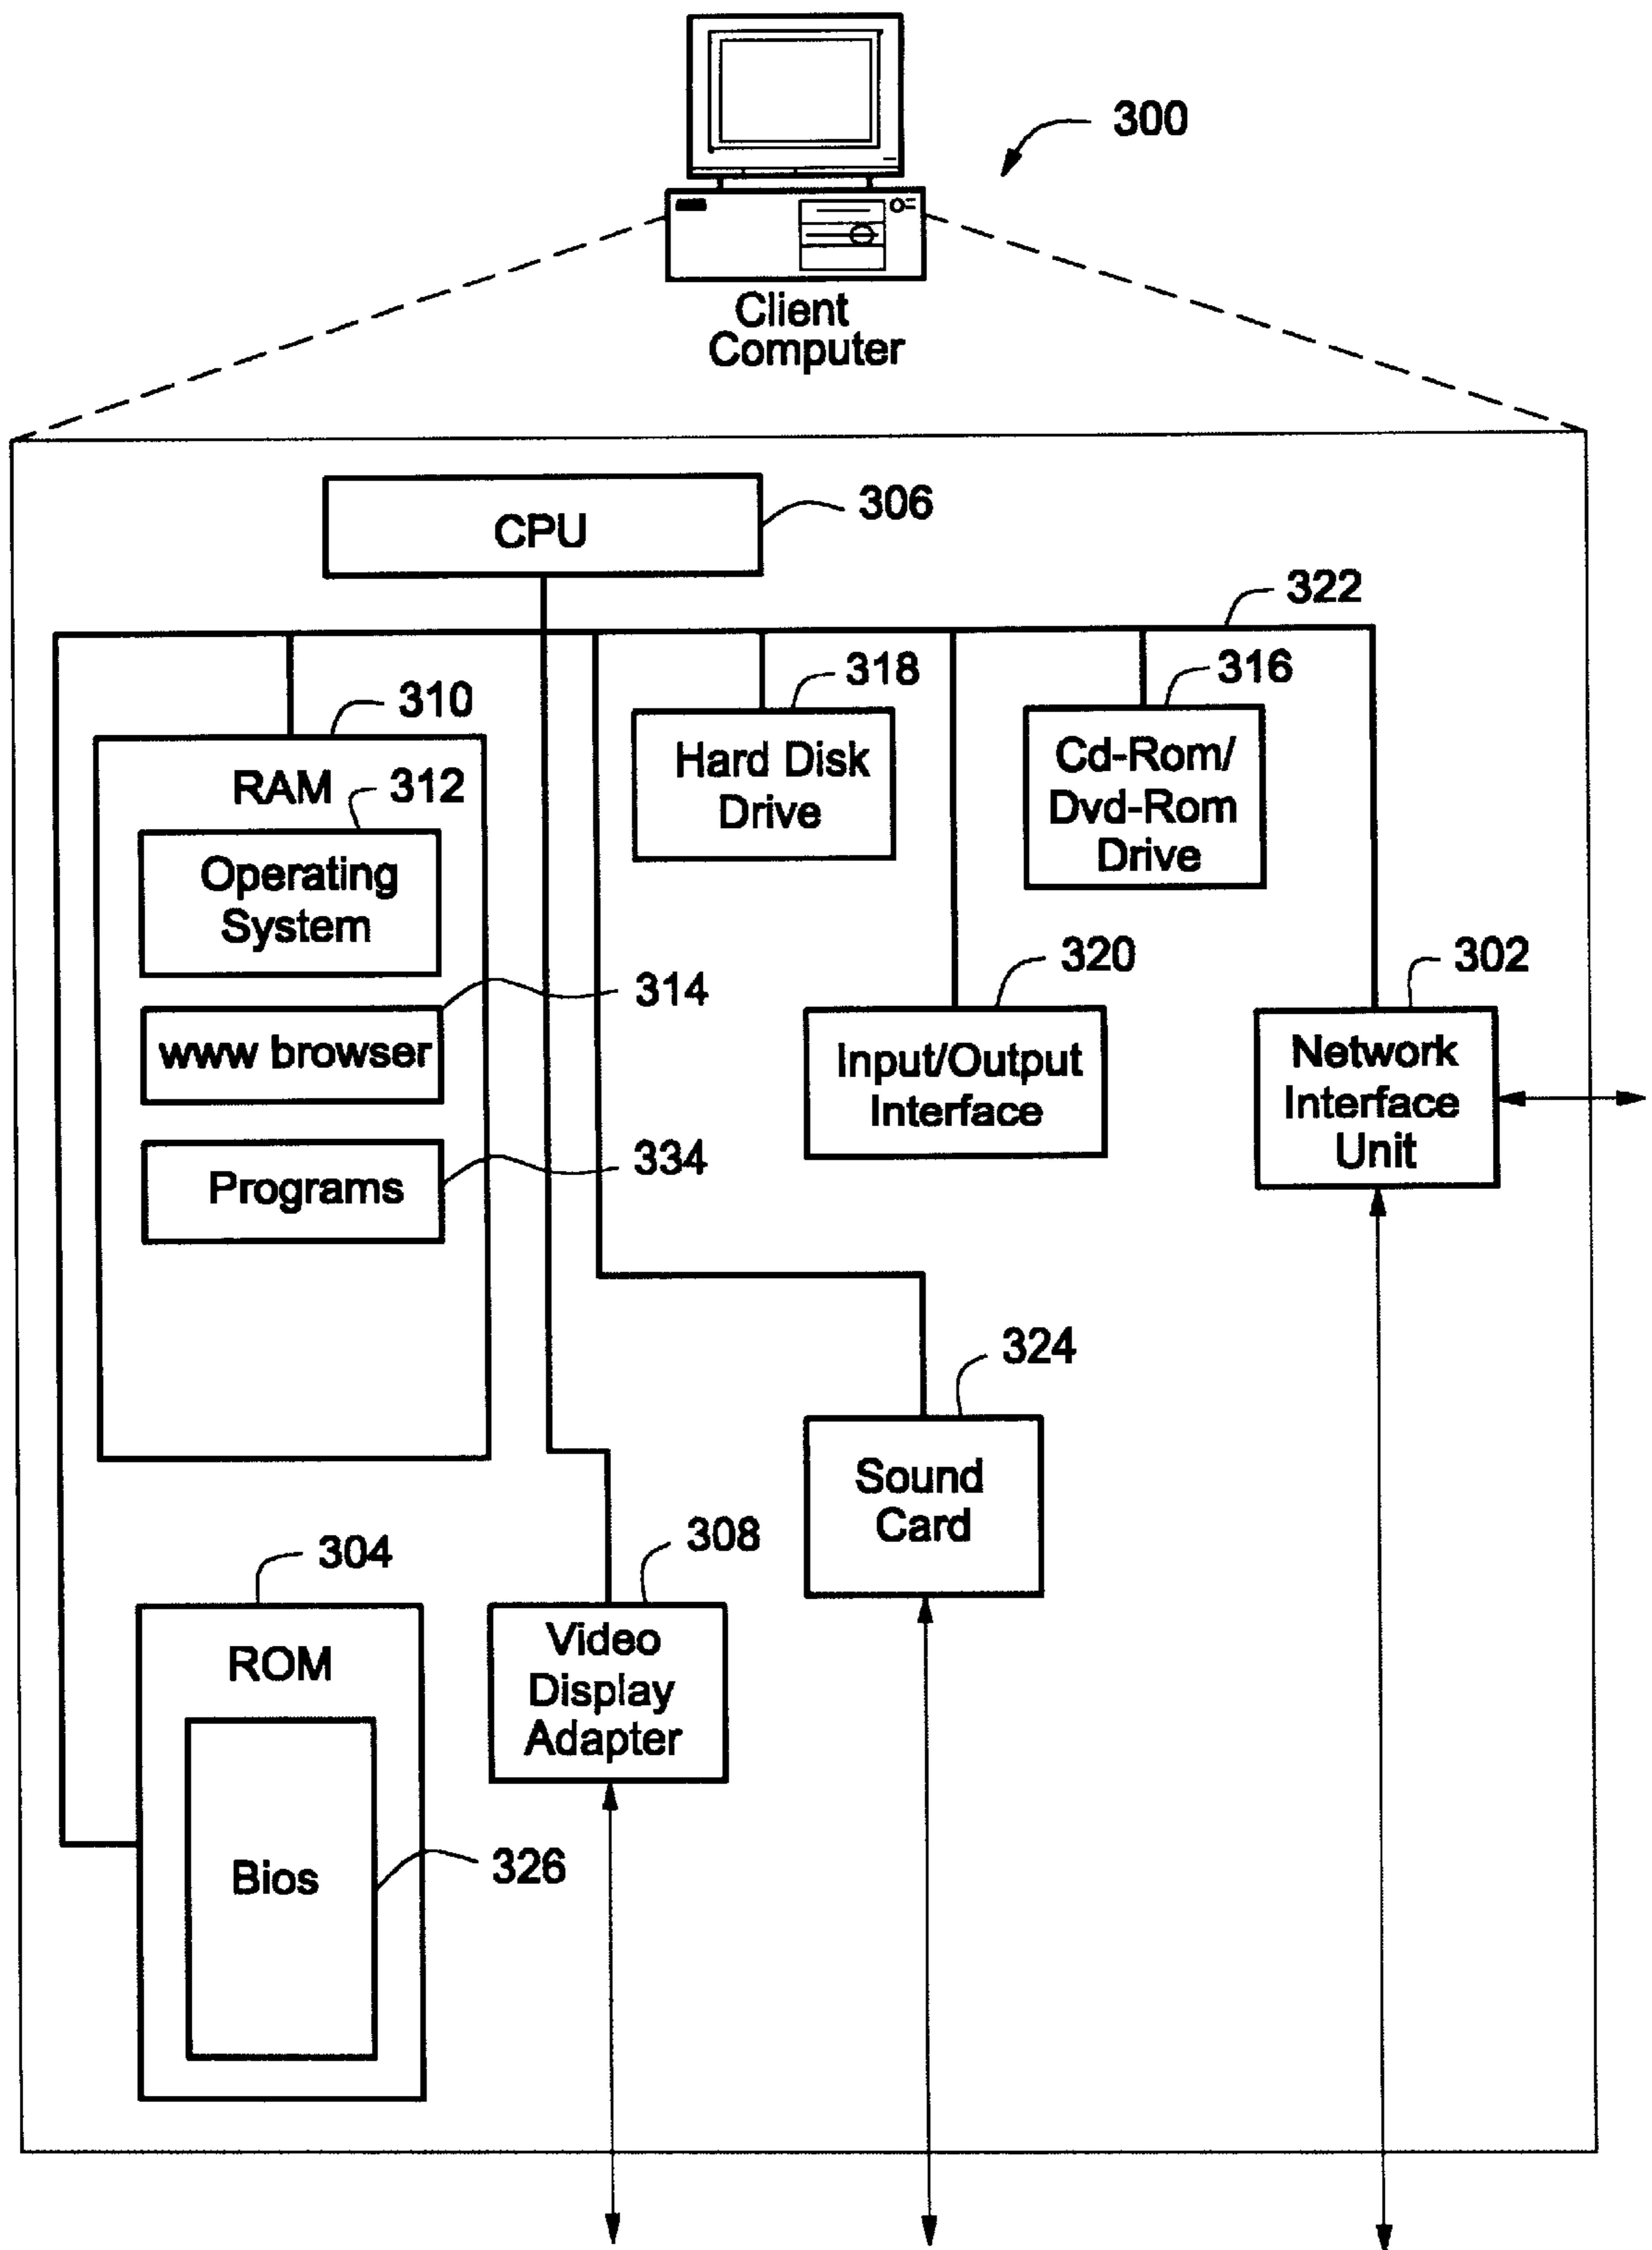 300
Client
Computer
CPU
306
322
318
316
310
Hard Disk
Drive
Cd-Rom/
Dvd-Rom
Drive
RAM
312
Operating
System
314
www browser
320
302
Input/Output
Interface
Network
Interface
Unit
334
Programs
324
Sound
Card
304
308
ROM
Video
Display
Adapter
Bios
326